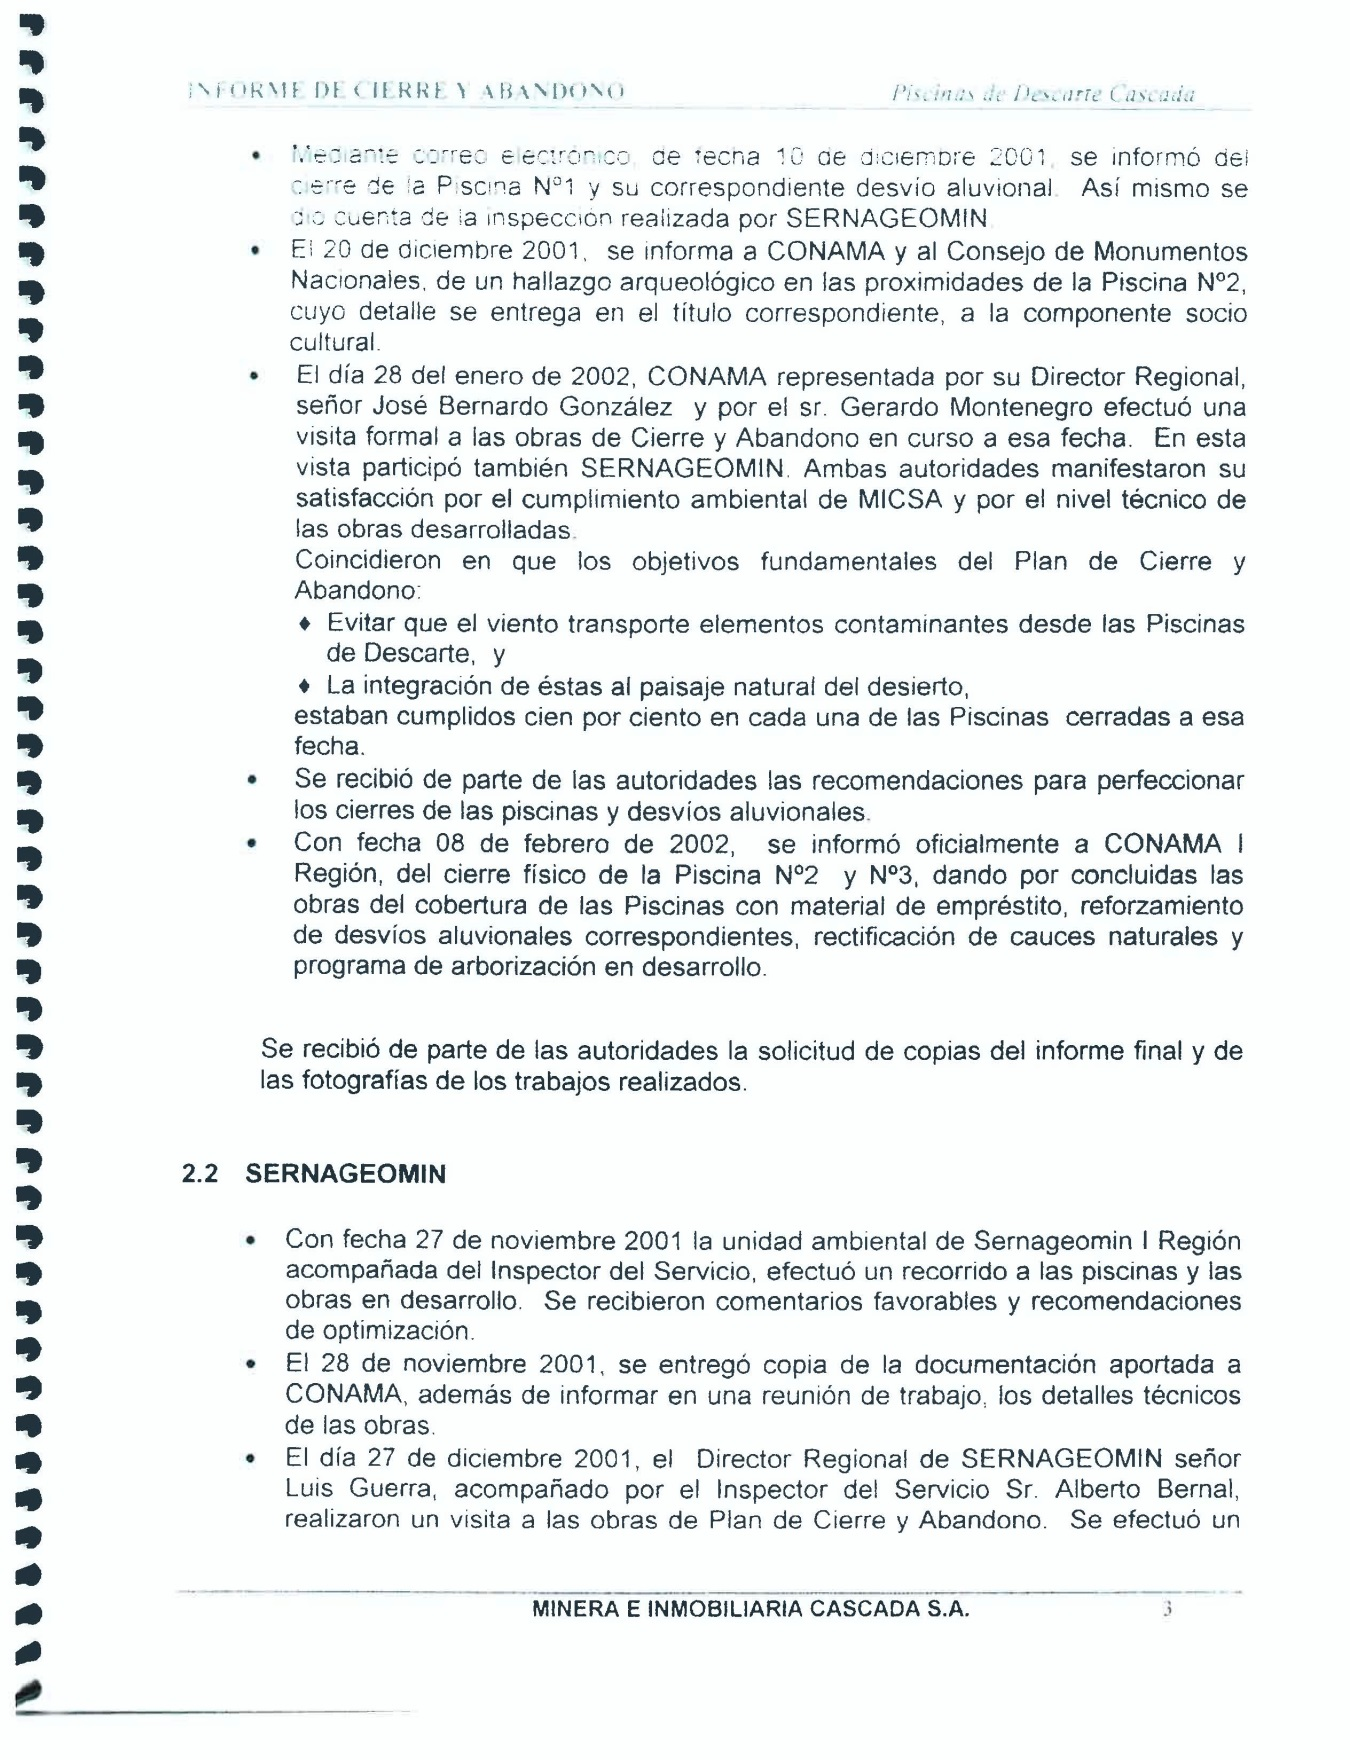 INFORME DE CIERRE Y ABANDONO Piscinas de Descarte Cascada
• Mediante correo electrónico, de fecha 10 de diciembre 2001, se informó del
cierre de la Piscina Nº1 y su correspondiente desvío aluvional. Así mismo se
dio cuenta de la inspección realizada por SERNAGEOMIN
• El 20 de diciembre 2001, se informa a CONAMA y al Consejo de Monumentos
Nacionales, de un hallazgo arqueológico en las proximidades de la Piscina Nº2,
cuyo detalle se entrega en el título correspondiente, a la componente socio
cultural.
• El día 28 del enero de 2002, CONAMA representada por su Director Regional,
señor José Bernardo González y por el sr. Gerardo Montenegro efectuó una
visita formal a las obras de Cierre y Abandono en curso a esa fecha. En esta
vista participó también SERNAGEOMIN. Ambas autoridades manifestaron su
satisfacción por el cumplimiento ambiental de MICSA y por el nivel técnico de
las obras desarrolladas.
Coincidieron en que los objetivos fundamentales del Plan de Cierre y
Abandono:
♦ Evitar que el viento transporte elementos contaminantes desde las Piscinas
de Descarte, y
♦ La integración de éstas al paisaje natural del desierto,
estaban cumplidos cien por ciento en cada una de las Piscinas cerradas a esa
fecha.
• Se recibió de parte de las autoridades las recomendaciones para perfeccionar
los cierres de las piscinas y desvíos aluvionales.
• Con fecha 08 de febrero de 2002, se informó oficialmente a CONAMA I
Región, del cierre físico de la Piscina Nº2 y Nº3, dando por concluidas las
obras del cobertura de las Piscinas con material de empréstito, reforzamiento
de desvíos aluvionales correspondientes, rectificación de cauces naturales y
programa de arborización en desarrollo.
Se recibió de parte de las autoridades la solicitud de copias del informe final y de
las fotografías de los trabajos realizados.
2.2 SERNAGEOMIN
• Con fecha 27 de noviembre 2001 la unidad ambiental de Sernageomin I Región
acompañada del Inspector del Servicio, efectuó un recorrido a las piscinas y las
obras en desarrollo. Se recibieron comentarios favorables y recomendaciones
de optimización.
• El 28 de noviembre 2001, se entregó copia de la documentación aportada a
CONAMA, además de informar en una reunión de trabajo, los detalles técnicos
de las obras.
• El día 27 de diciembre 2001, el Director Regional de SERNAGEOMIN señor
Luis Guerra, acompañado por el Inspector del Servicio Sr. Alberto Bernal,
realizaron un visita a las obras de Plan de Cierre y Abandono. Se efectuó un
MINERA E INMOBILIARIA CASCADA S.A. 3